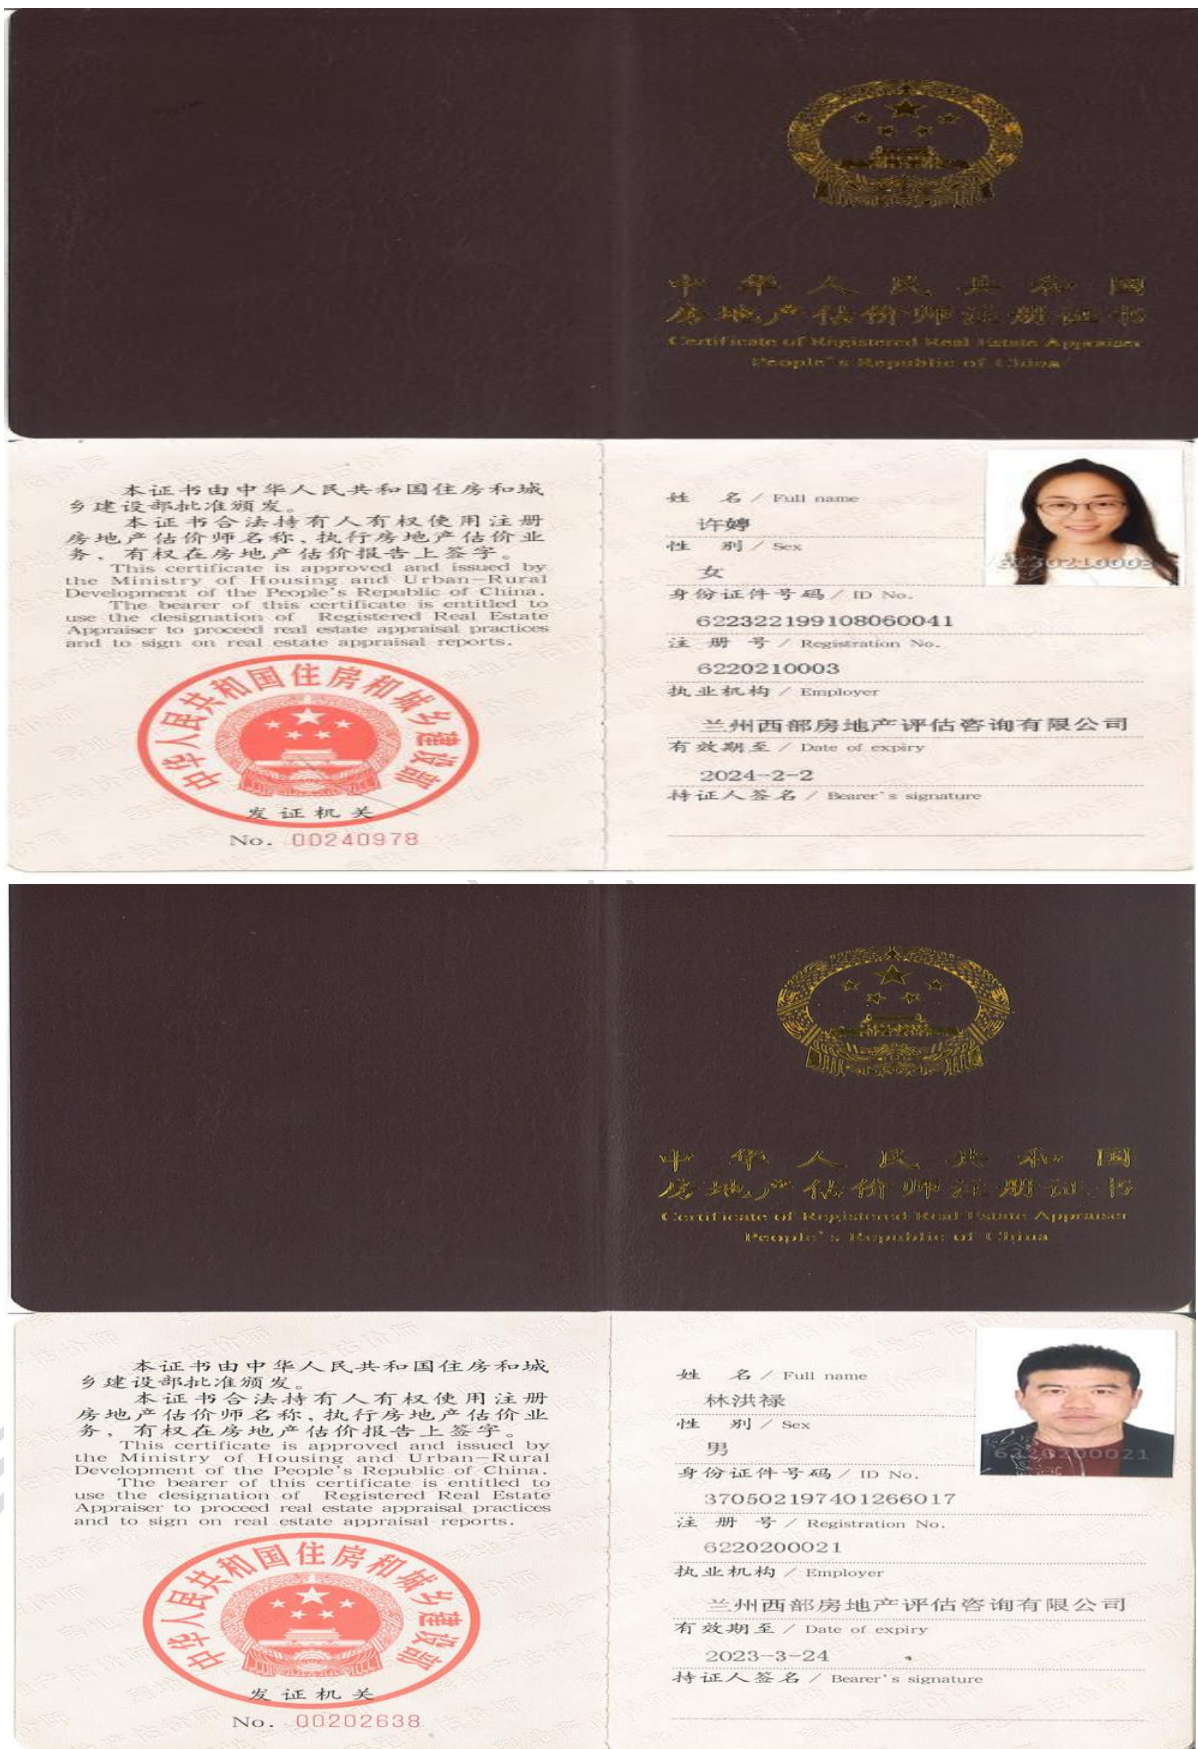 中华人民共和国
房地产估价师注册证书
Certificate of Registered Real Estate Appraiser
People's Republic of China
本证书由中华人民共和国住房和城
乡建设部批准颁发。
本证书合法持有人有权使用注册
房地产估价师名称、执行房地产估价业
务，有权在房地产估价报告上签字。
This certificate is approved and issued by
the Ministry of Housing and Urban-Rural
Development of the People's Republic of China.
The bearer of this certificate is entitled to
use the designation of Registered Real Estate
Appraiser to proceed real estate appraisal practices
and to sign on real estate appraisal reports.
中华人民共和国住房和城乡建设部
发证机关
No. 00240978
姓 名 / Full name
许婷
性 别 / Sex
女
身份证件号码 / ID No.
622322199108060041
注 册 号 / Registration No.
6220210003
执业机构 / Employer
兰州西部房地产评估咨询有限公司
有效期至 / Date of expiry
2024-2-2
持证人签名 / Bearer's signature
6220210003
中华人民共和国
房地产估价师注册证书
Certificate of Registered Real Estate Appraiser
People's Republic of China
本证书由中华人民共和国住房和城
乡建设部批准颁发。
本证书合法持有人有权使用注册
房地产估价师名称、执行房地产估价业
务，有权在房地产估价报告上签字。
This certificate is approved and issued by
the Ministry of Housing and Urban-Rural
Development of the People's Republic of China.
The bearer of this certificate is entitled to
use the designation of Registered Real Estate
Appraiser to proceed real estate appraisal practices
and to sign on real estate appraisal reports.
中华人民共和国住房和城乡建设部
发证机关
No. 00202638
姓 名 / Full name
林洪禄
性 别 / Sex
男
身份证件号码 / ID No.
370502197401266017
注 册 号 / Registration No.
6220200021
执业机构 / Employer
兰州西部房地产评估咨询有限公司
有效期至 / Date of expiry
2023-3-24
持证人签名 / Bearer's signature
6220200021